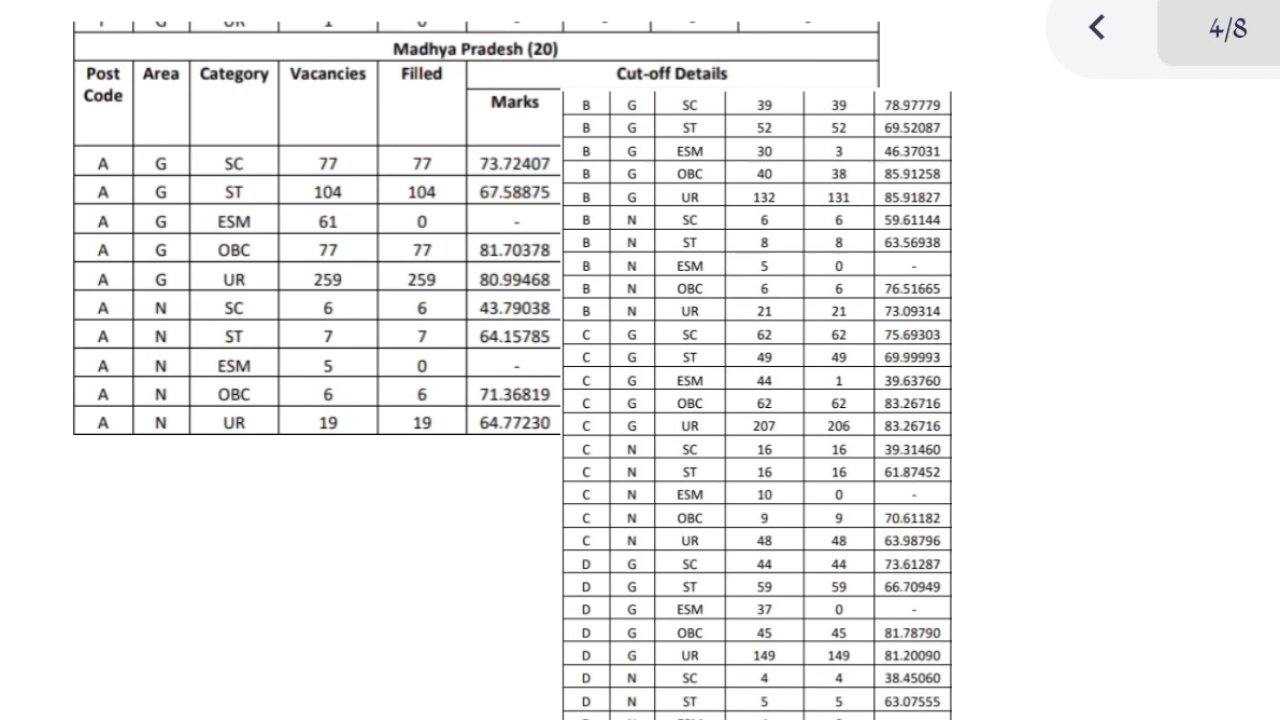 G UR 1 0 - - - -
Madhya Pradesh (20)
Post Code Area Category Vacancies Filled Cut-off Details
Marks
A G SC 77 77 73.72407
A G ST 104 104 67.58875
A G ESM 61 0 -
A G OBC 77 77 81.70378
A G UR 259 259 80.99468
A N SC 6 6 43.79038
A N ST 7 7 64.15785
A N ESM 5 0 -
A N OBC 6 6 71.36819
A N UR 19 19 64.77230
B G SC 39 39 78.97779
B G ST 52 52 69.52087
B G ESM 30 3 46.37031
B G OBC 40 38 85.91258
B G UR 132 131 85.91827
B N SC 6 6 59.61144
B N ST 8 8 63.56938
B N ESM 5 0 -
B N OBC 6 6 76.51665
B N UR 21 21 73.09314
C G SC 62 62 75.69303
C G ST 49 49 69.99993
C G ESM 44 1 39.63760
C G OBC 62 62 83.26716
C G UR 207 206 83.26716
C N SC 16 16 39.31460
C N ST 16 16 61.87452
C N ESM 10 0 -
C N OBC 9 9 70.61182
C N UR 48 48 63.98796
D G SC 44 44 73.61287
D G ST 59 59 66.70949
D G ESM 37 0 -
D G OBC 45 45 81.78790
D G UR 149 149 81.20090
D N SC 4 4 38.45060
D N ST 5 5 63.07555
4/8